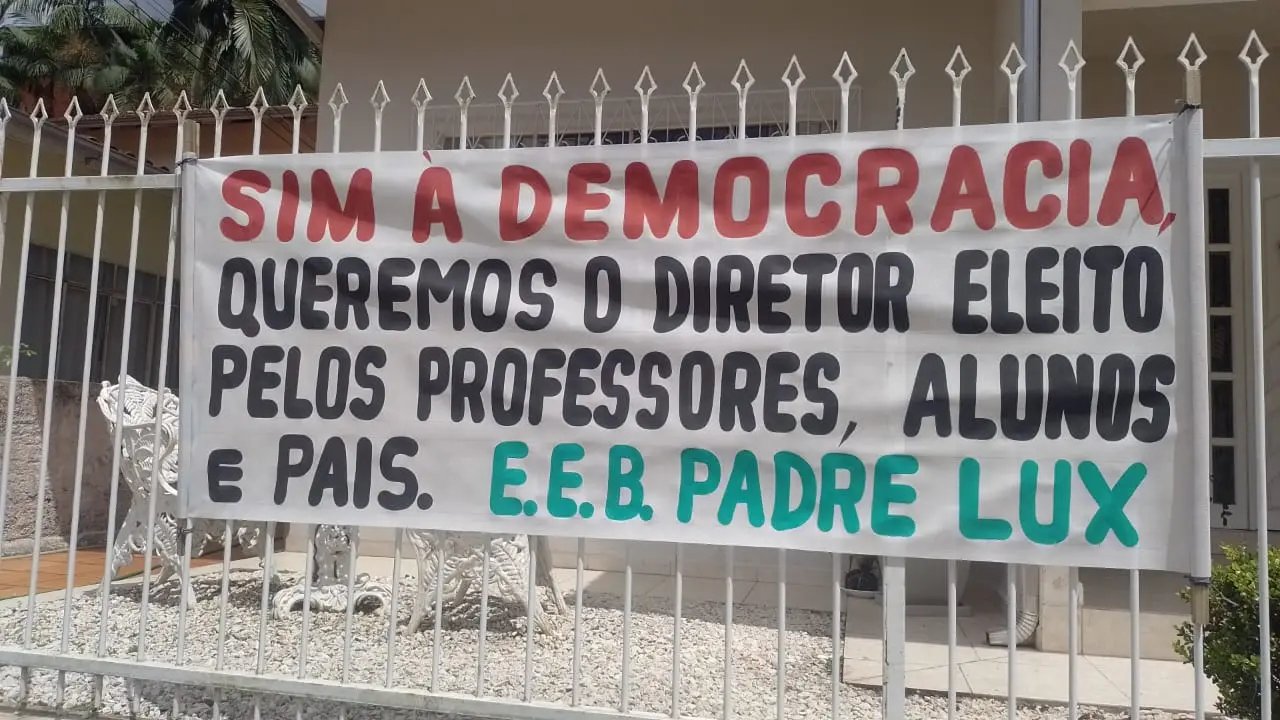 SIM À DEMOCRACIA,
QUEREMOS O DIRETOR ELEITO
PELOS PROFESSORES, ALUNOS
E PAIS. E.E.B. PADRE LUX